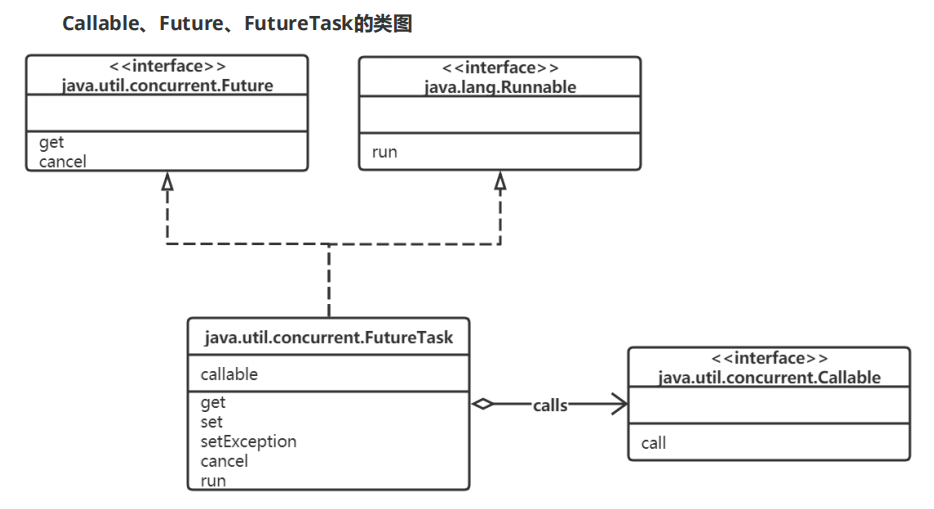 Callable、Future、FutureTask的类图
<<interface>>
java.util.concurrent.Future
get
cancel
<<interface>>
java.lang.Runnable
run
java.util.concurrent.FutureTask
callable
get
set
setException
cancel
run
calls
<<interface>>
java.util.concurrent.Callable
call